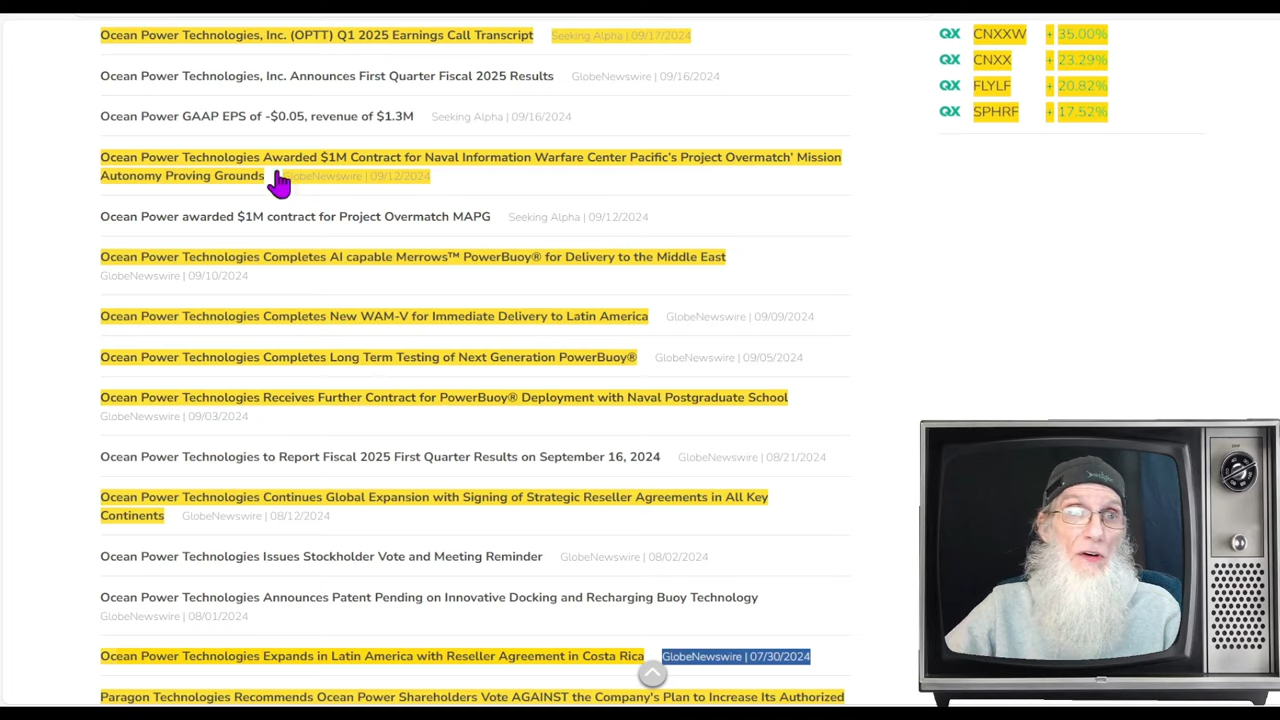 Ocean Power Technologies, Inc. (OPTT) Q1 2025 Earnings Call Transcript Seeking Alpha | 09/17/2024
Ocean Power Technologies, Inc. Announces First Quarter Fiscal 2025 Results GlobeNewswire | 09/16/2024
Ocean Power GAAP EPS of -$0.05, revenue of $1.3M Seeking Alpha | 09/16/2024
Ocean Power Technologies Awarded $1M Contract for Naval Information Warfare Center Pacific's Project Overmatch' Mission
Autonomy Proving Grounds GlobeNewswire | 09/12/2024
Ocean Power awarded $1M contract for Project Overmatch MAPG Seeking Alpha | 09/12/2024
Ocean Power Technologies Completes AI capable Merrows™ PowerBuoy® for Delivery to the Middle East
GlobeNewswire | 09/10/2024
Ocean Power Technologies Completes New WAM-V for Immediate Delivery to Latin America GlobeNewswire | 09/09/2024
Ocean Power Technologies Completes Long Term Testing of Next Generation PowerBuoy® GlobeNewswire | 09/05/2024
Ocean Power Technologies Receives Further Contract for PowerBuoy® Deployment with Naval Postgraduate School
GlobeNewswire | 09/03/2024
Ocean Power Technologies to Report Fiscal 2025 First Quarter Results on September 16, 2024 GlobeNewswire | 08/21/2024
Ocean Power Technologies Continues Global Expansion with Signing of Strategic Reseller Agreements in All Key
Continents GlobeNewswire | 08/12/2024
Ocean Power Technologies Issues Stockholder Vote and Meeting Reminder GlobeNewswire | 08/02/2024
Ocean Power Technologies Announces Patent Pending on Innovative Docking and Recharging Buoy Technology
GlobeNewswire | 08/01/2024
Ocean Power Technologies Expands in Latin America with Reseller Agreement in Costa Rica GlobeNewswire | 07/30/2024
Paragon Technologies Recommends Ocean Power Shareholders Vote AGAINST the Company's Plan to Increase Its Authorized
QX CNXXW + 35.00%
QX CNXX + 23.29%
QX FLYLF + 20.82%
QX SPHRF + 17.52%